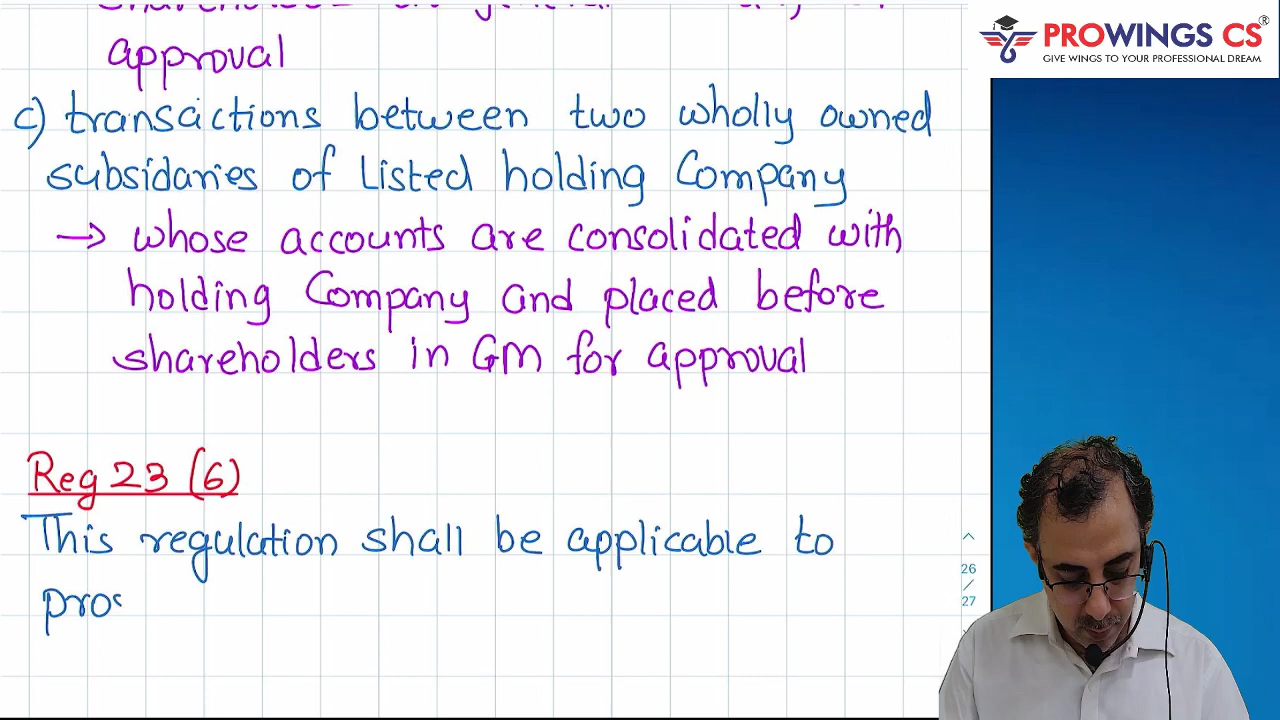 approval
c) transactions between two wholly owned
subsidaries of Listed holding Company
→ whose accounts are consolidated with
holding Company and placed before
shareholders in GM for approval
Reg 23 (6)
This regulation shall be applicable to
pros
PROWINGS CS®
GIVE WINGS TO YOUR PROFESSIONAL DREAM
26
/
27